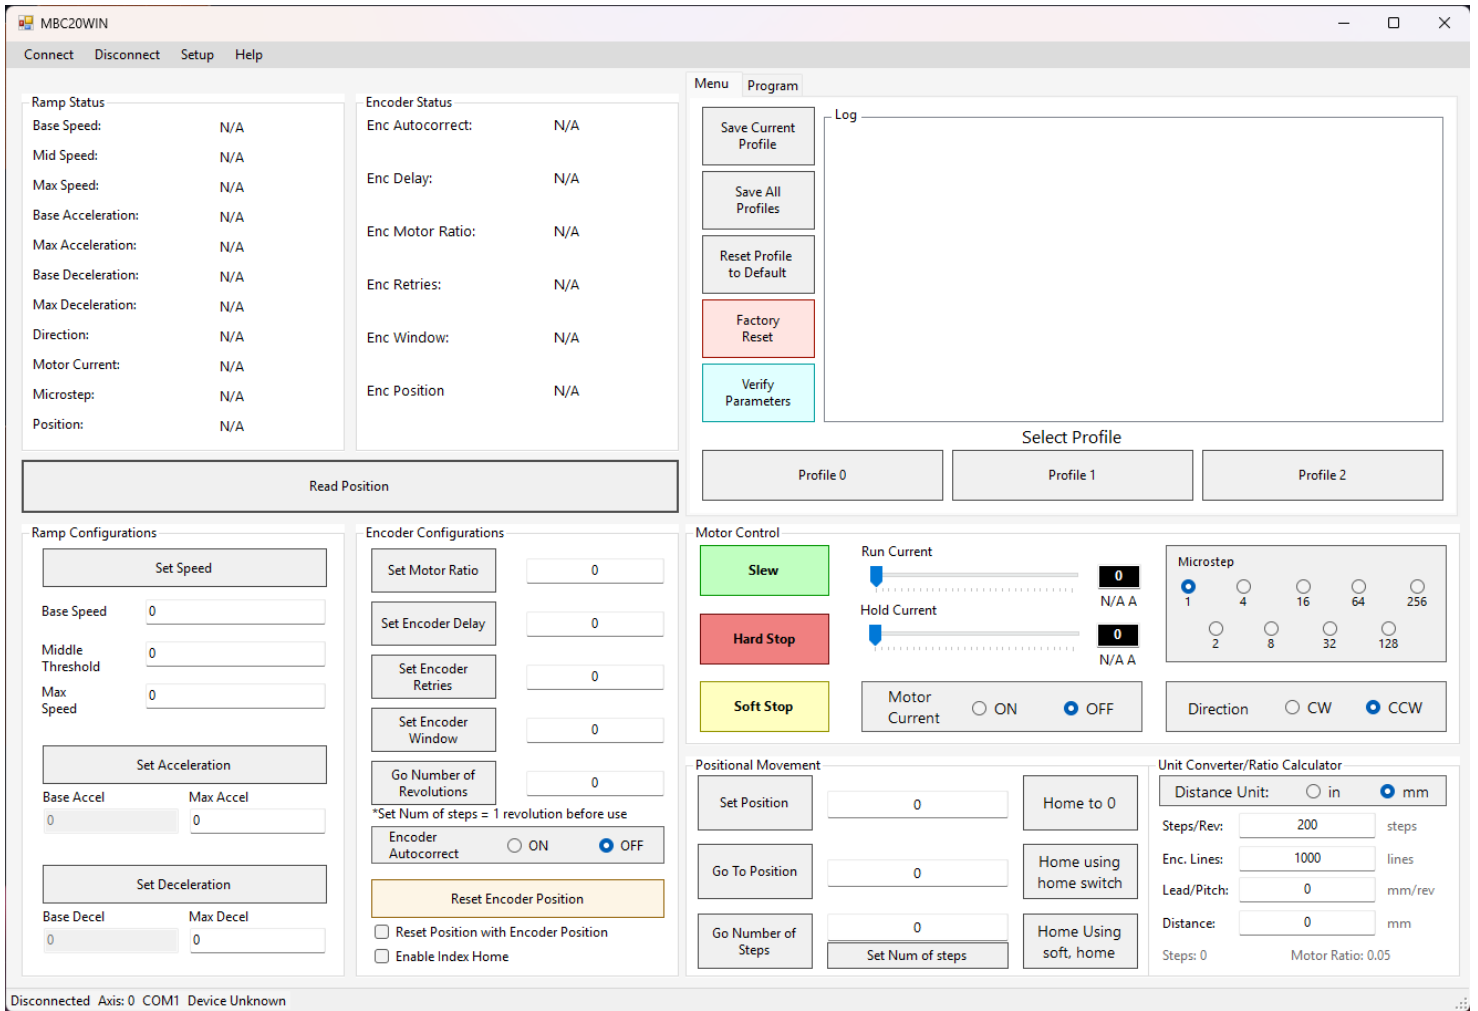 MBC20WIN
Connect Disconnect Setup Help
Ramp Status
Base Speed: N/A
Mid Speed: N/A
Max Speed: N/A
Base Acceleration: N/A
Max Acceleration: N/A
Base Deceleration: N/A
Max Deceleration: N/A
Direction: N/A
Motor Current: N/A
Microstep: N/A
Position: N/A
Encoder Status
Enc Autocorrect: N/A
Enc Delay: N/A
Enc Motor Ratio: N/A
Enc Retries: N/A
Enc Window: N/A
Enc Position N/A
Read Position
Menu Program
Save Current
Profile
Save All
Profiles
Reset Profile
to Default
Factory
Reset
Verify
Parameters
Log
Select Profile
Profile 0 Profile 1 Profile 2
Ramp Configurations
Set Speed
Base Speed 0
Middle
Threshold 0
Max
Speed 0
Set Acceleration
Base Accel Max Accel
0 0
Set Deceleration
Base Decel Max Decel
0 0
Encoder Configurations
Set Motor Ratio 0
Set Encoder Delay 0
Set Encoder
Retries 0
Set Encoder
Window 0
Go Number of
Revolutions 0
*Set Num of steps = 1 revolution before use
Encoder
Autocorrect ON OFF
Reset Encoder Position
Reset Position with Encoder Position
Enable Index Home
Motor Control
Slew
Hard Stop
Soft Stop
Run Current
0
N/A A
Hold Current
0
N/A A
Motor
Current ON OFF
Microstep
1 4 16 64 256
2 8 32 128
Direction CW CCW
Positional Movement
Set Position 0 Home to 0
Go To Position 0
Home using
home switch
Go Number of
Steps
0
Set Num of steps
Home Using
soft, home
Unit Converter/Ratio Calculator
Distance Unit: in mm
Steps/Rev: 200 steps
Enc. Lines: 1000 lines
Lead/Pitch: 0 mm/rev
Distance: 0 mm
Steps: 0 Motor Ratio: 0.05
Disconnected Axis: 0 COM1 Device Unknown